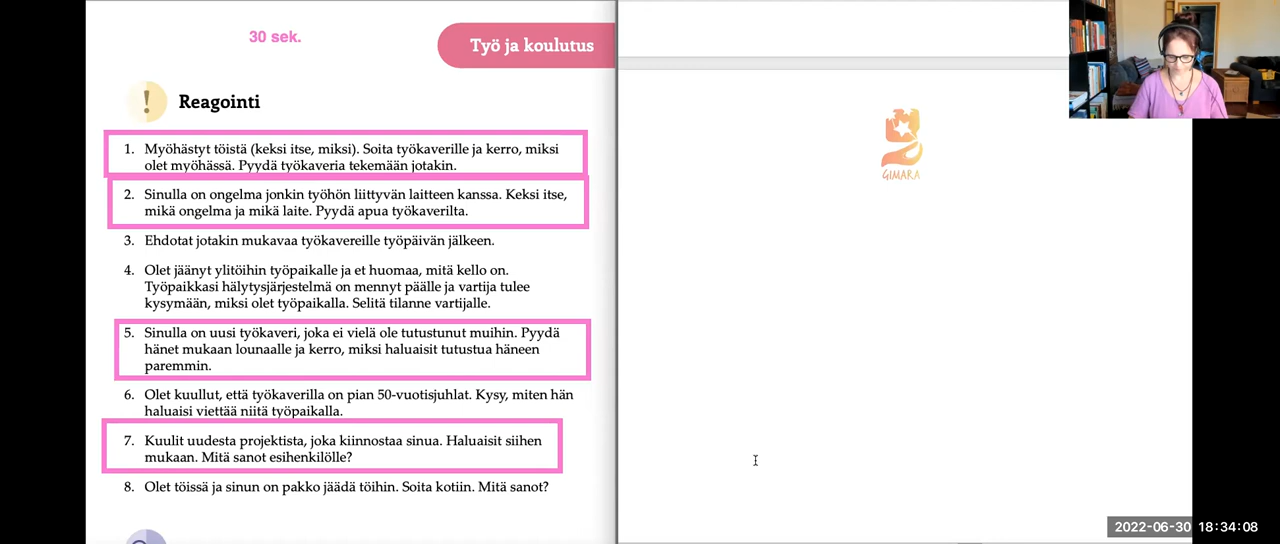 30 sek.
Työ ja koulutus
! Reagointi
1. Myöhästyt töistä (keksi itse, miksi). Soita työkaverille ja kerro, miksi
olet myöhässä. Pyydä työkaveria tekemään jotakin.
2. Sinulla on ongelma jonkin työhön liittyvän laitteen kanssa. Keksi itse,
mikä ongelma ja mikä laite. Pyydä apua työkaverilta.
3. Ehdotat jotakin mukavaa työkavereille työpäivän jälkeen.
4. Olet jäänyt ylitöihin työpaikalle ja et huomaa, mitä kello on.
Työpaikkasi hälytysjärjestelmä on mennyt päälle ja vartija tulee
kysymään, miksi olet työpaikalla. Selitä tilanne vartijalle.
5. Sinulla on uusi työkaveri, joka ei vielä ole tutustunut muihin. Pyydä
hänet mukaan lounaalle ja kerro, miksi haluaisit tutustua häneen
paremmin.
6. Olet kuullut, että työkaverilla on pian 50-vuotisjuhlat. Kysy, miten hän
haluaisi viettää niitä työpaikalla.
7. Kuulit uudesta projektista, joka kiinnostaa sinua. Haluaisit siihen
mukaan. Mitä sanot esihenkilölle?
8. Olet töissä ja sinun on pakko jäädä töihin. Soita kotiin. Mitä sanot?
GIMARA
2022-06-30 18:34:08